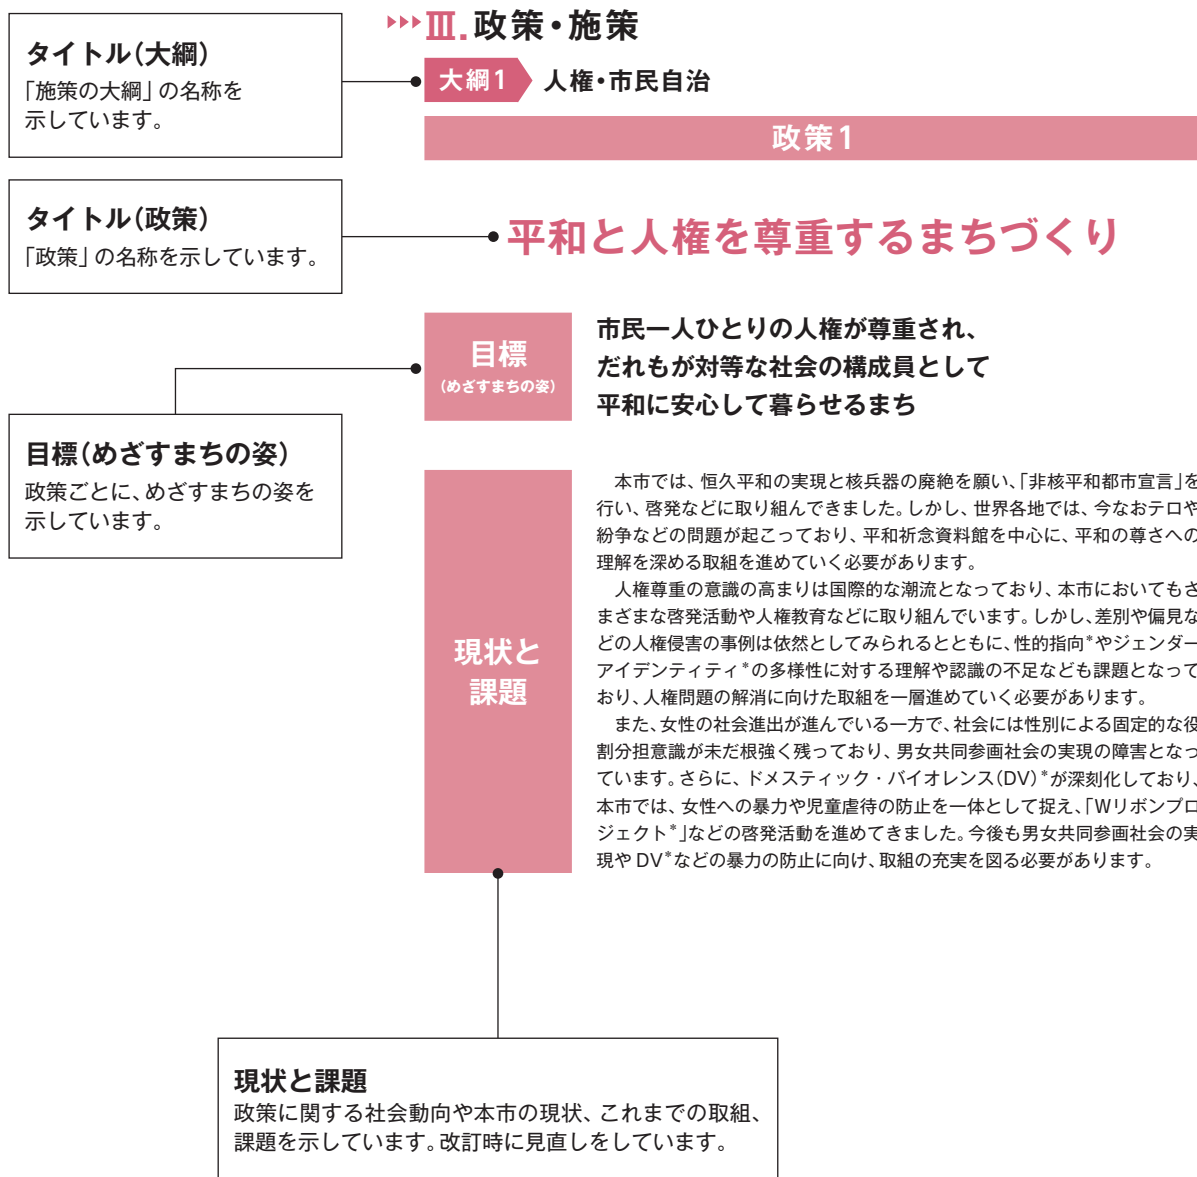 ▶▶▶Ⅲ.政策・施策
タイトル(大綱)
「施策の大綱」の名称を
示しています。
大綱1 人権・市民自治
政策1
タイトル(政策)
「政策」の名称を示しています。
平和と人権を尊重するまちづくり
目標
(めざすまちの姿)
市民一人ひとりの人権が尊重され、
だれもが対等な社会の構成員として
平和に安心して暮らせるまち
目標(めざすまちの姿)
政策ごとに、めざすまちの姿を
示しています。
現状と
課題
本市では、恒久平和の実現と核兵器の廃絶を願い、「非核平和都市宣言」を
行い、啓発などに取り組んできました。しかし、世界各地では、今なおテロや
紛争などの問題が起こっており、平和祈念資料館を中心に、平和の尊さへの
理解を深める取組を進めていく必要があります。
人権尊重の意識の高まりは国際的な潮流となっており、本市においてもさ
まざまな啓発活動や人権教育などに取り組んでいます。しかし、差別や偏見な
どの人権侵害の事例は依然としてみられるとともに、性的指向*やジェンダー
アイデンティティ*の多様性に対する理解や認識の不足なども課題となって
おり、人権問題の解消に向けた取組を一層進めていく必要があります。
また、女性の社会進出が進んでいる一方で、社会には性別による固定的な役
割分担意識が未だ根強く残っており、男女共同参画社会の実現の障害となっ
ています。さらに、ドメスティック・バイオレンス(DV)*が深刻化しており、
本市では、女性への暴力や児童虐待の防止を一体として捉え、「Wリボンプロ
ジェクト*」などの啓発活動を進めてきました。今後も男女共同参画社会の実
現やDV*などの暴力の防止に向け、取組の充実を図る必要があります。
現状と課題
政策に関する社会動向や本市の現状、これまでの取組、
課題を示しています。改訂時に見直しをしています。